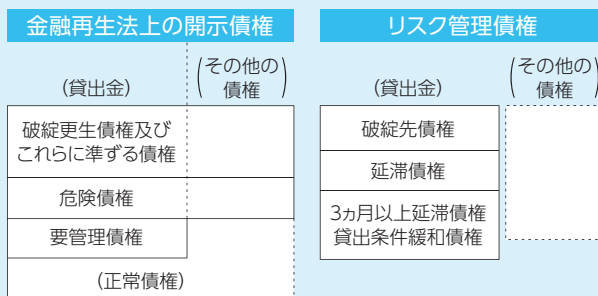 金融再生法上の開示債権
(貸出金)
(その他の
債権)
破綻更生債権及び
これらに準ずる債権
危険債権
要管理債権
(正常債権)
リスク管理債権
(貸出金)
(その他の
債権)
破綻先債権
延滞債権
3ヵ月以上延滞債権
貸出条件緩和債権